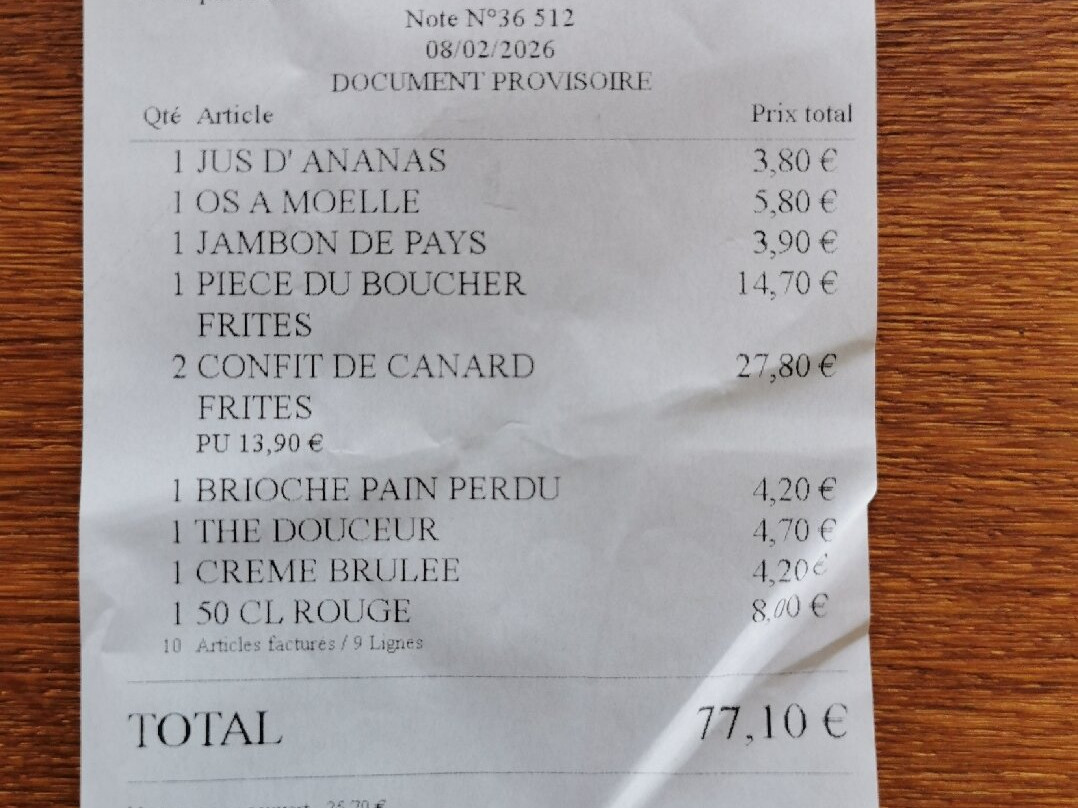 Note N°36 512
08/02/2026
DOCUMENT PROVISOIRE
Qté Article Prix total
1 JUS D' ANANAS 3,80 €
1 OS A MOELLE 5,80 €
1 JAMBON DE PAYS 3,90 €
1 PIECE DU BOUCHER 14,70 €
FRITES
2 CONFIT DE CANARD 27,80 €
FRITES
PU 13,90 €
1 BRIOCHE PAIN PERDU 4,20 €
1 THE DOUCEUR 4,70 €
1 CREME BRULEE 4,20 €
1 50 CL ROUGE 8,00 €
10 Articles facturés / 9 Lignes
TOTAL 77,10 €
25,70 €